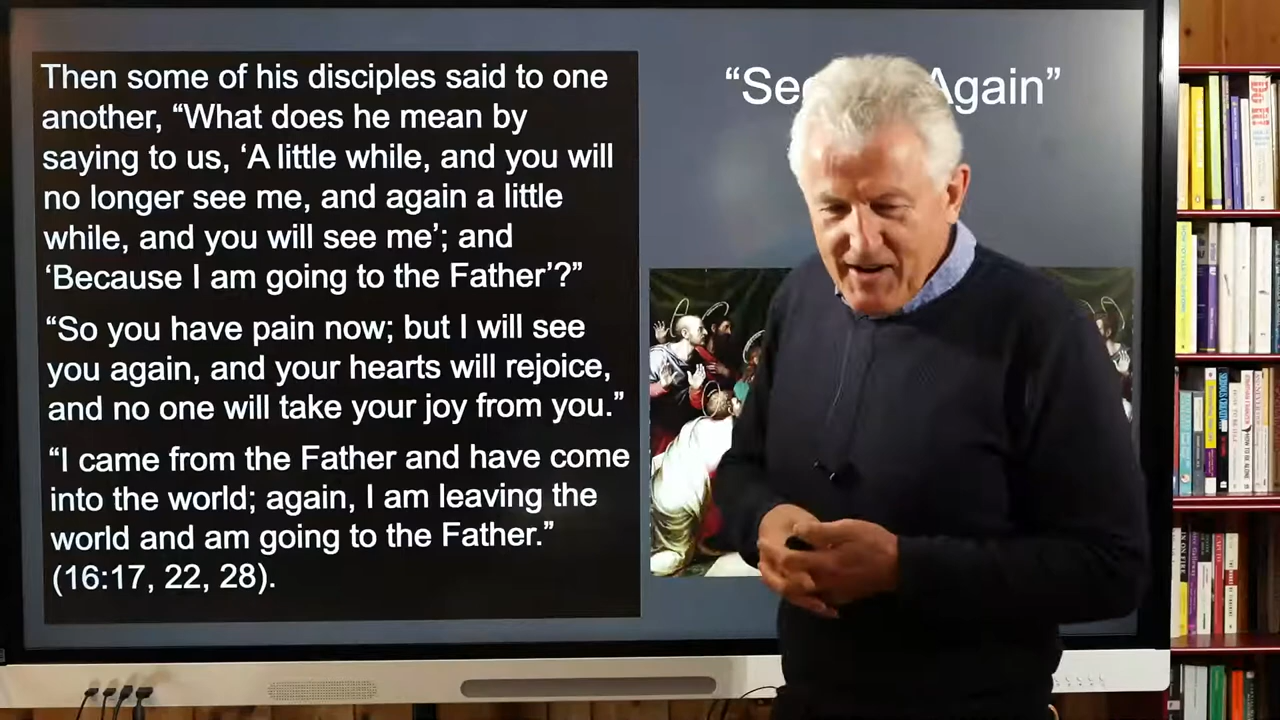 Then some of his disciples said to one
another, “What does he mean by
saying to us, ‘A little while, and you will
no longer see me, and again a little
while, and you will see me’; and
‘Because I am going to the Father’?”
“So you have pain now; but I will see
you again, and your hearts will rejoice,
and no one will take your joy from you.”
“I came from the Father and have come
into the world; again, I am leaving the
world and am going to the Father.”
(16:17, 22, 28).
Again”